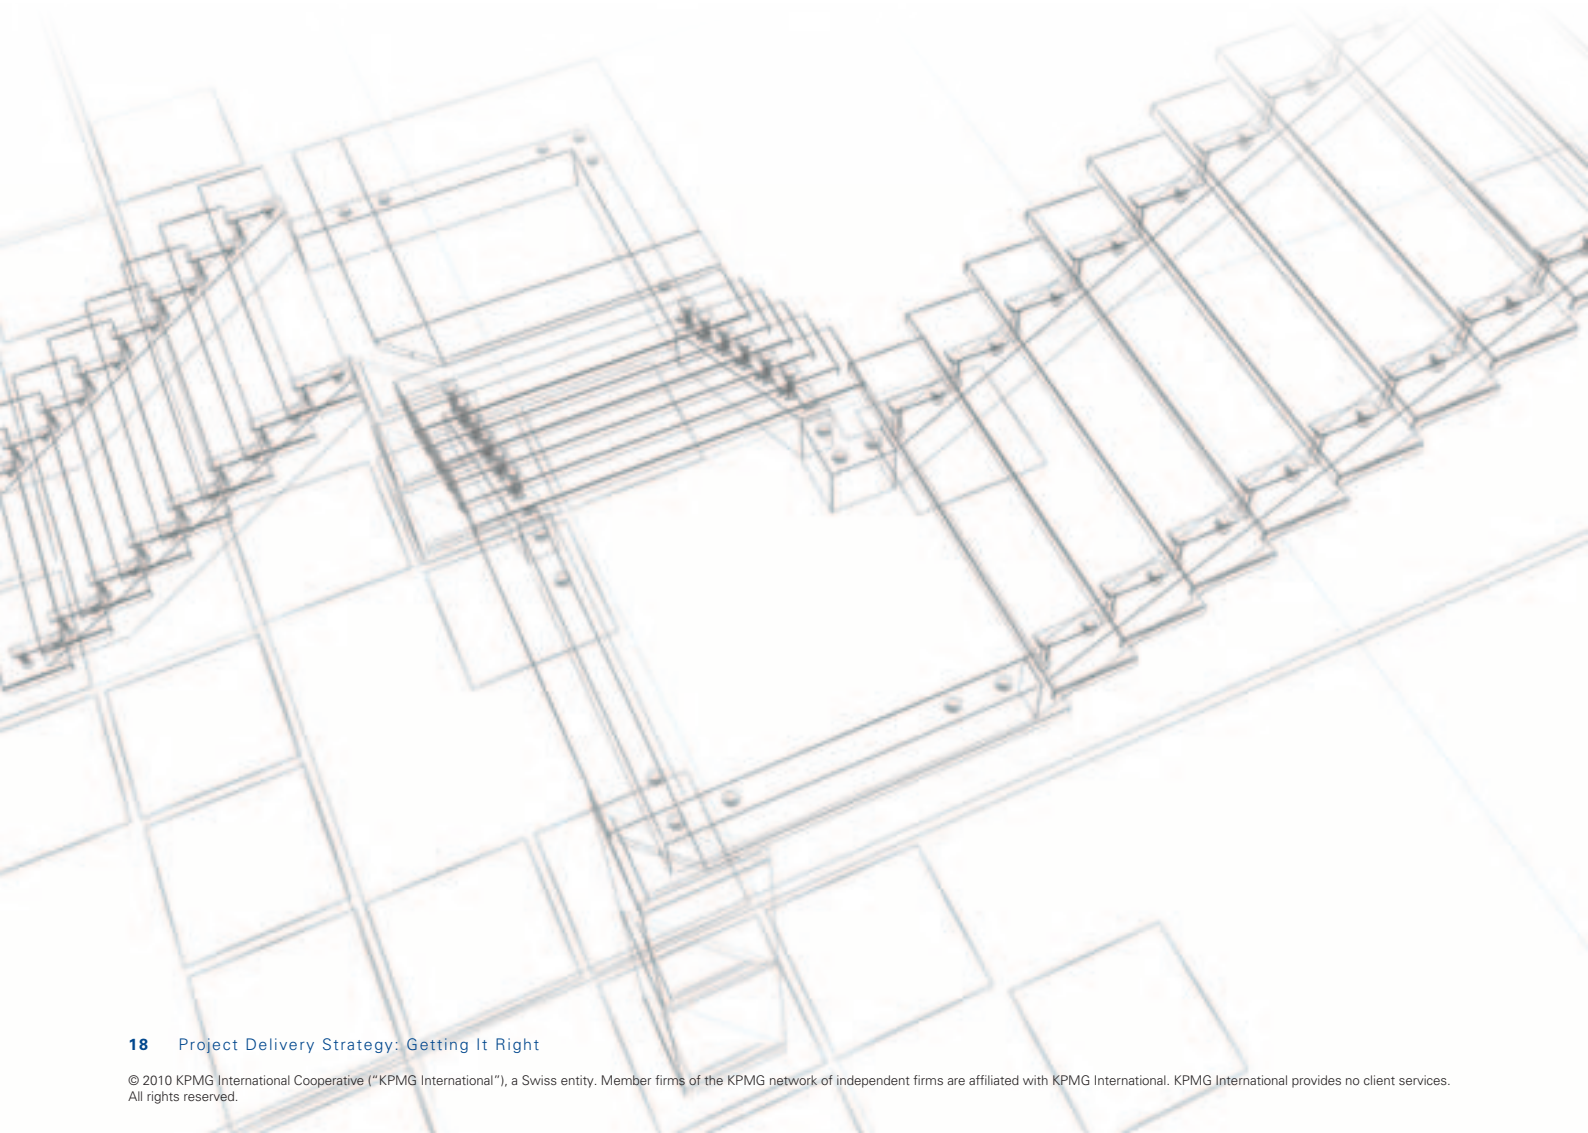 18 Project Delivery Strategy: Getting It Right
© 2010 KPMG International Cooperative (“KPMG International”), a Swiss entity. Member firms of the KPMG network of independent firms are affiliated with KPMG International. KPMG International provides no client services.
All rights reserved.